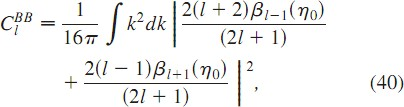 C_l^{BB} = \frac{1}{16\pi} \int k^2 dk \left| \frac{2(l + 2)\beta_{l-1}(\eta_0)}{(2l + 1)}
+ \frac{2(l - 1)\beta_{l+1}(\eta_0)}{(2l + 1)} \right|^2, (40)